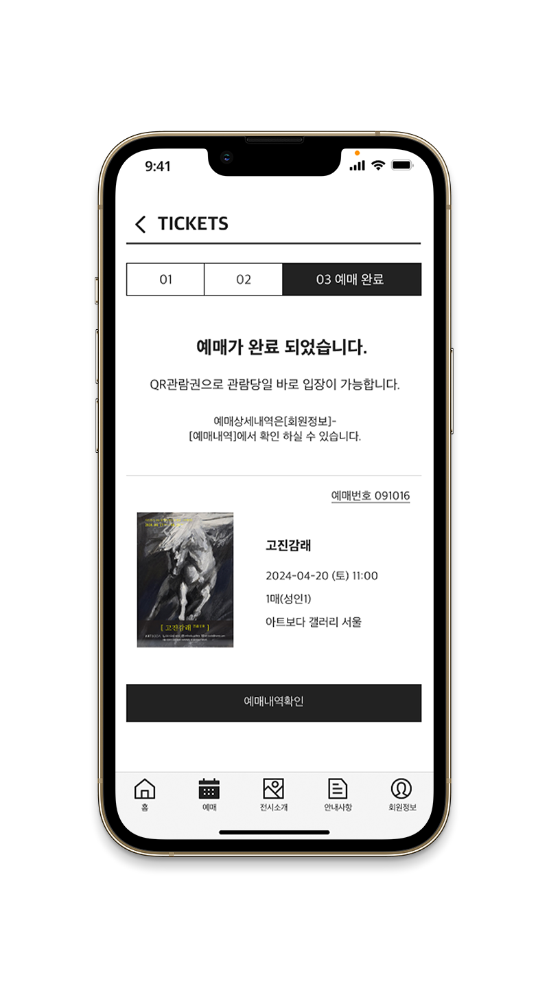 9:41
TICKETS
01
02
03 예매 완료
예매가 완료 되었습니다.
QR관람권으로 관람당일 바로 입장이 가능합니다.
예매상세내역은[회원정보]-
[예매내역]에서 확인 하실 수 있습니다.
예매번호 091016
[ 고진감래 ]
고진감래
2024-04-20 (토) 11:00
1매(성인1)
아트보다 갤러리 서울
예매내역확인
홈
예매
전시소개
안내사항
회원정보